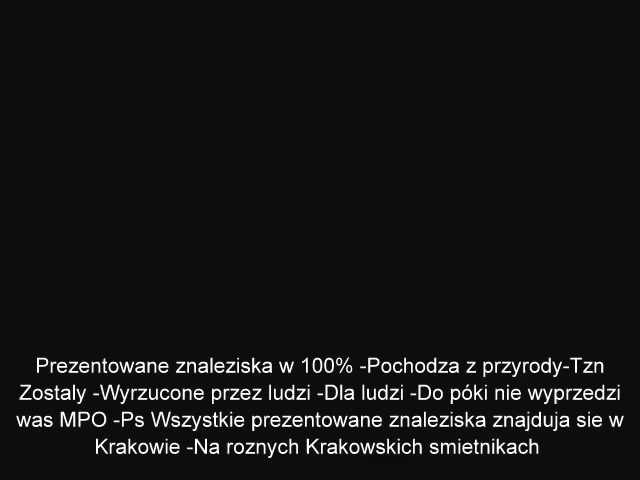 Prezentowane znaleziska w 100% -Pochodza z przyrody-Tzn
Zostaly -Wyrzucone przez ludzi -Dla ludzi -Do póki nie wyprzedzi
was MPO -Ps Wszystkie prezentowane znaleziska znajduja sie w
Krakowie -Na roznych Krakowskich smietnikach